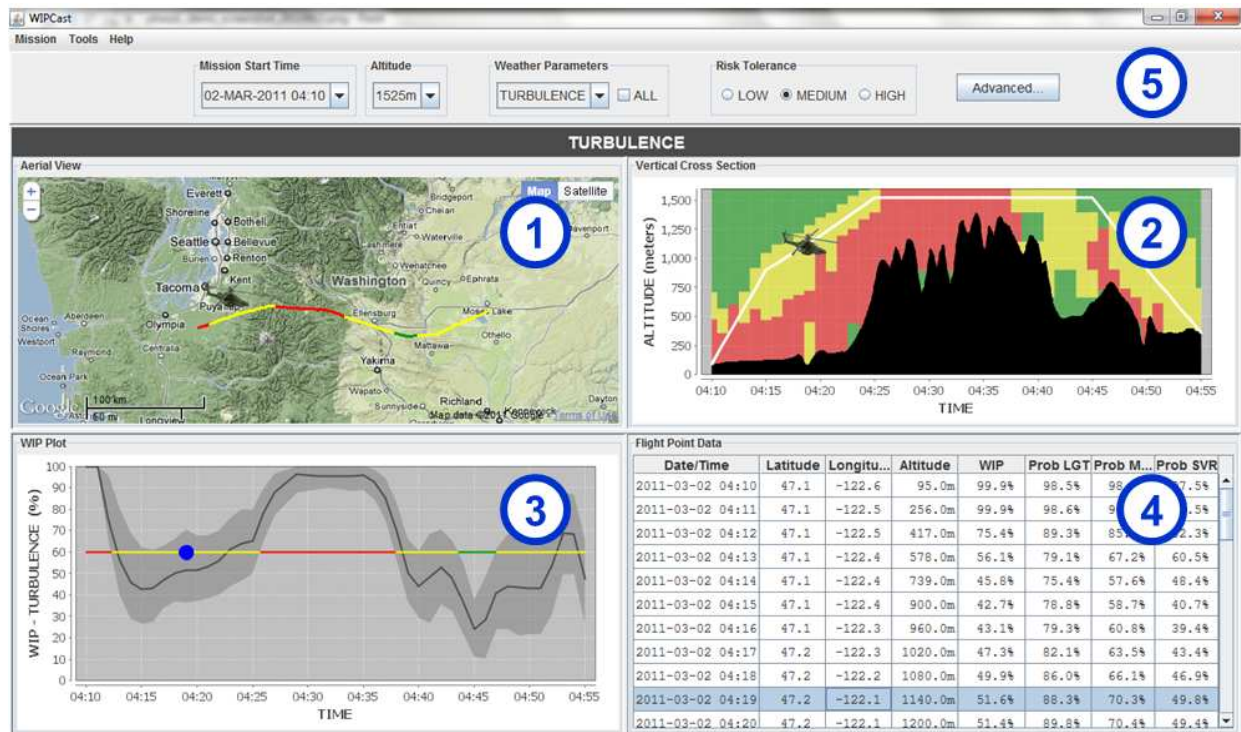 WIPCast
Mission Tools Help
Mission Start Time
Altitude
Weather Parameters
Risk Tolerance
02-MAR-2011 04:10
1525m
TURBULENCE
ALL
LOW
MEDIUM
HIGH
Advanced...
5
TURBULENCE
Aerial View
+
−
Map
Satellite
1
Everett
Bridgeport
Chelan
Shoreline
Bothell
Entiat
Waterville
Seattle
Bellevue
Burien
Renton
Wenatchee
Kent
Washington
Quincy
Ephrata
Tacoma
Ocean Shores
Aberdeen
Olympia
Ellensburg
Moses Lake
Westport
Othello
Raymond
Centralia
Mattawa
Yakima
Ocean Park
Wapato
Google
100 km
60 mi
Sunnyside
Richland
Kennewick
Dayton
Longview
Map data ©2011 Google - Terms of Use
Vertical Cross Section
2
ALTITUDE (meters)
1,500
1,250
1,000
750
500
250
0
04:10 04:15 04:20 04:25 04:30 04:35 04:40 04:45 04:50 04:55
TIME
WIP Plot
3
WIP - TURBULENCE (%)
100
90
80
70
60
50
40
30
20
10
0
04:10 04:15 04:20 04:25 04:30 04:35 04:40 04:45 04:50 04:55
TIME
Flight Point Data
4
Date/Time Latitude Longitu... Altitude WIP Prob LGT Prob M... Prob SVR
2011-03-02 04:10 47.1 -122.6 95.0m 99.9% 98.5%
2011-03-02 04:11 47.1 -122.5 256.0m 99.9% 98.6%
2011-03-02 04:12 47.1 -122.5 417.0m 75.4% 89.3%
2011-03-02 04:13 47.1 -122.4 578.0m 56.1% 79.1% 67.2% 60.5%
2011-03-02 04:14 47.1 -122.4 739.0m 45.8% 75.4% 57.6% 48.4%
2011-03-02 04:15 47.1 -122.4 900.0m 42.7% 78.8% 58.7% 40.7%
2011-03-02 04:16 47.1 -122.3 960.0m 43.1% 79.3% 60.8% 39.4%
2011-03-02 04:17 47.2 -122.3 1020.0m 47.3% 82.1% 63.5% 43.4%
2011-03-02 04:18 47.2 -122.2 1080.0m 49.9% 86.0% 66.1% 46.9%
2011-03-02 04:19 47.2 -122.1 1140.0m 51.6% 88.3% 70.3% 49.8%
2011-03-02 04:20 47.2 -122.1 1200.0m 51.4% 89.8% 70.4% 49.4%